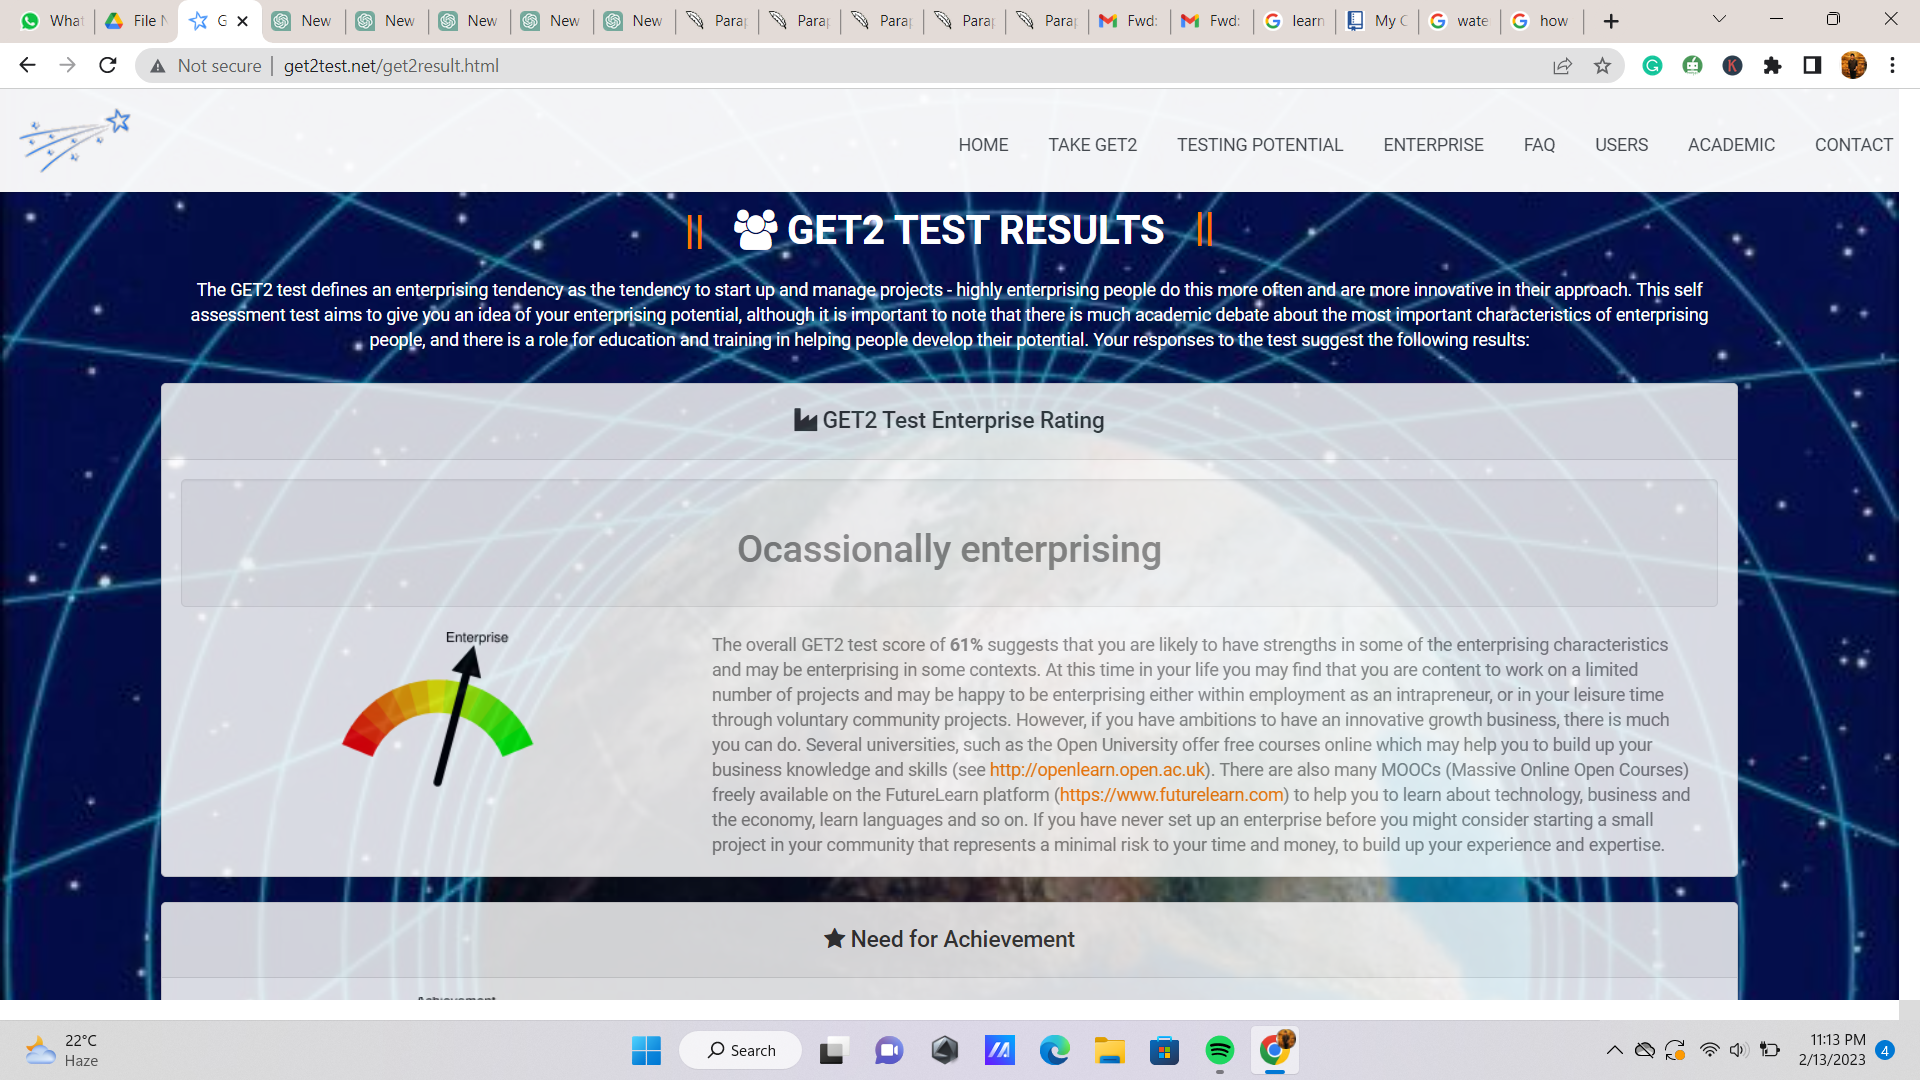 What
File N
G
New
New
New
New
New
Parap
Parap
Parap
Parap
Parap
Fwd:
Fwd:
learn
My C
wate
how
Not secure
get2test.net/get2result.html
HOME
TAKE GET2
TESTING POTENTIAL
ENTERPRISE
FAQ
USERS
ACADEMIC
CONTACT
|| GET2 TEST RESULTS ||
The GET2 test defines an enterprising tendency as the tendency to start up and manage projects - highly enterprising people do this more often and are more innovative in their approach. This self
assessment test aims to give you an idea of your enterprising potential, although it is important to note that there is much academic debate about the most important characteristics of enterprising
people, and there is a role for education and training in helping people develop their potential. Your responses to the test suggest the following results:
GET2 Test Enterprise Rating
Ocassionally enterprising
Enterprise
The overall GET2 test score of 61% suggests that you are likely to have strengths in some of the enterprising characteristics
and may be enterprising in some contexts. At this time in your life you may find that you are content to work on a limited
number of projects and may be happy to be enterprising either within employment as an intrapreneur, or in your leisure time
through voluntary community projects. However, if you have ambitions to have an innovative growth business, there is much
you can do. Several universities, such as the Open University offer free courses online which may help you to build up your
business knowledge and skills (see http://openlearn.open.ac.uk). There are also many MOOCs (Massive Online Open Courses)
freely available on the FutureLearn platform (https://www.futurelearn.com) to help you to learn about technology, business and
the economy, learn languages and so on. If you have never set up an enterprise before you might consider starting a small
project in your community that represents a minimal risk to your time and money, to build up your experience and expertise.
Need for Achievement
22°C
Haze
Search
11:13 PM
2/13/2023
4